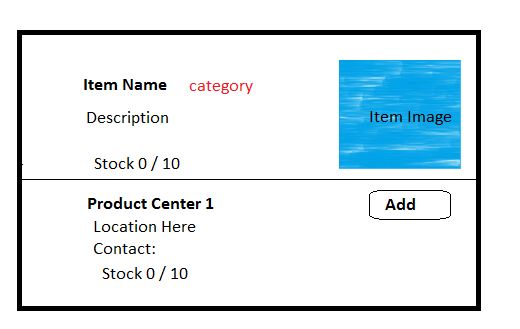 Item Name category
Description
Item Image
Stock 0 / 10
Product Center 1
Add
Location Here
Contact:
Stock 0 / 10